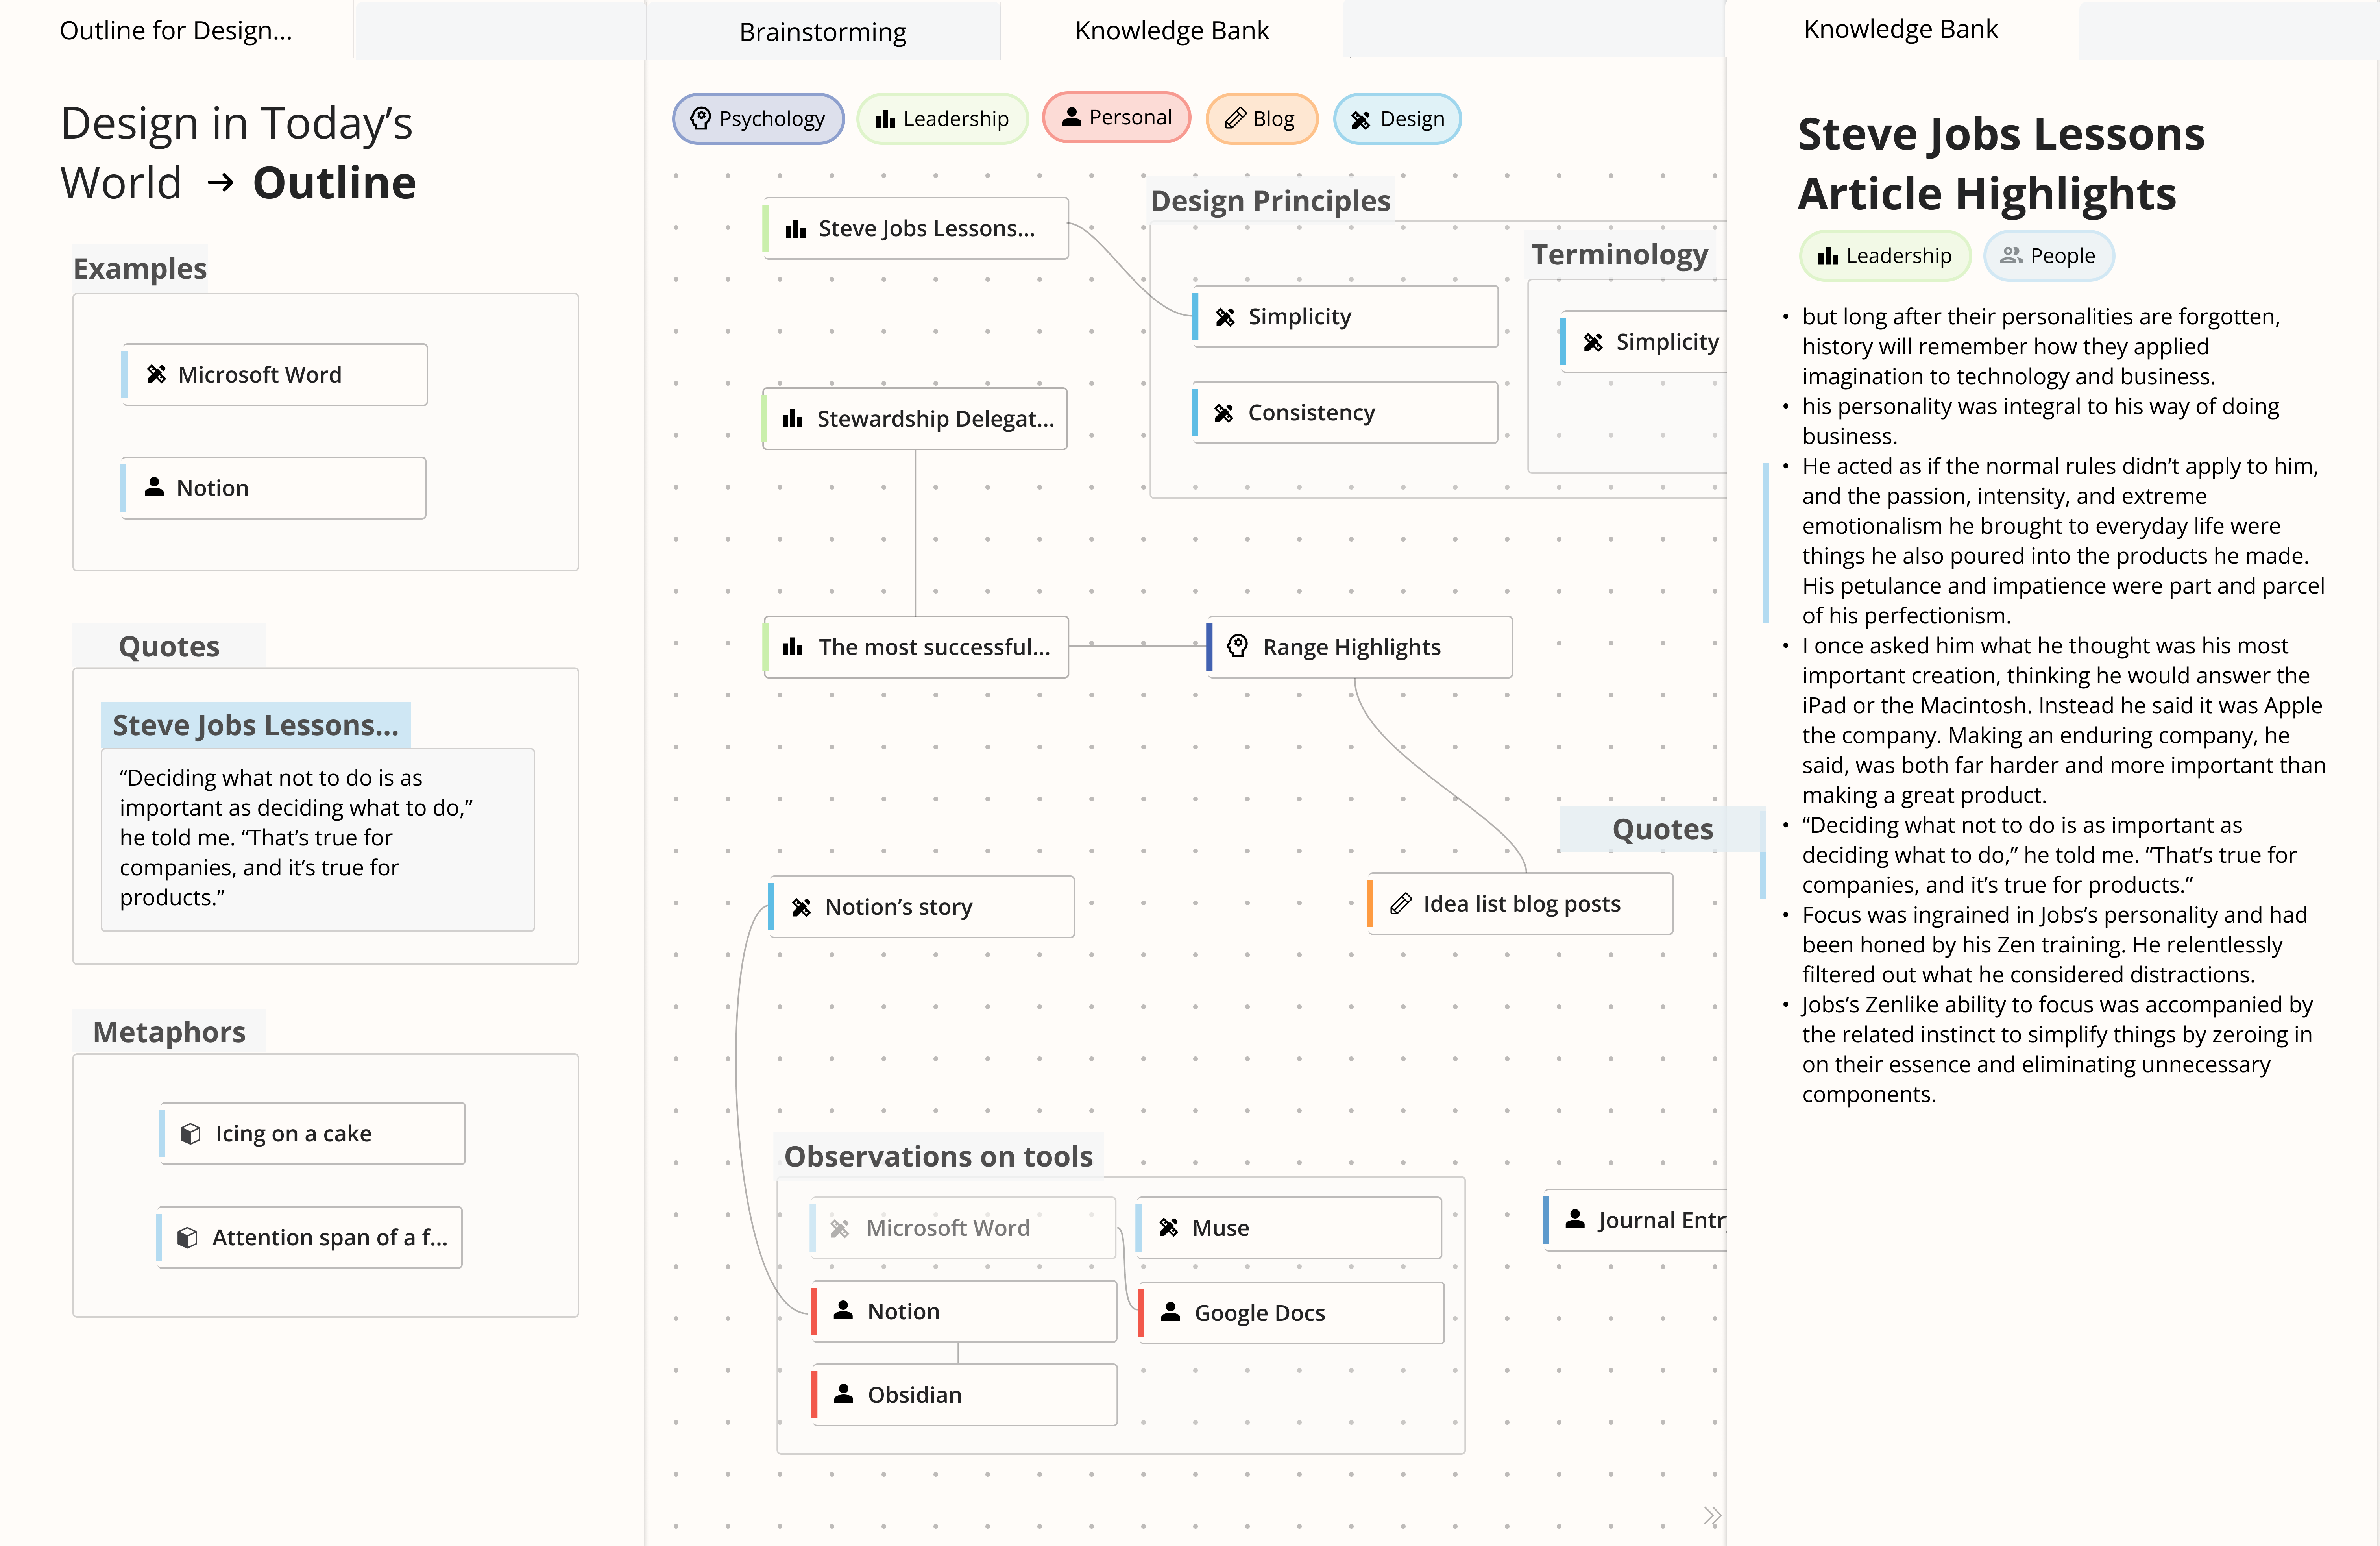 Outline for Design...
Design in Today’s
World → Outline
Examples
Microsoft Word
Notion
Quotes
Steve Jobs Lessons...
“Deciding what not to do is as
important as deciding what to do,”
he told me. “That’s true for
companies, and it’s true for
products.”
Metaphors
Icing on a cake
Attention span of a f...
Brainstorming
Knowledge Bank
Psychology
Leadership
Personal
Blog
Design
Steve Jobs Lessons...
Design Principles
Terminology
Simplicity
Simplicity
Consistency
Stewardship Delegat...
The most successful...
Range Highlights
Quotes
Notion’s story
Idea list blog posts
Observations on tools
Microsoft Word
Muse
Notion
Google Docs
Obsidian
Journal Entr
Knowledge Bank
Steve Jobs Lessons
Article Highlights
Leadership
People
• but long after their personalities are forgotten,
history will remember how they applied
imagination to technology and business.
• his personality was integral to his way of doing
business.
• He acted as if the normal rules didn’t apply to him,
and the passion, intensity, and extreme
emotionalism he brought to everyday life were
things he also poured into the products he made.
His petulance and impatience were part and parcel
of his perfectionism.
• I once asked him what he thought was his most
important creation, thinking he would answer the
iPad or the Macintosh. Instead he said it was Apple
the company. Making an enduring company, he
said, was both far harder and more important than
making a great product.
• “Deciding what not to do is as important as
deciding what to do,” he told me. “That’s true for
companies, and it’s true for products.”
• Focus was ingrained in Jobs’s personality and had
been honed by his Zen training. He relentlessly
filtered out what he considered distractions.
• Jobs’s Zenlike ability to focus was accompanied by
the related instinct to simplify things by zeroing in
on their essence and eliminating unnecessary
components.